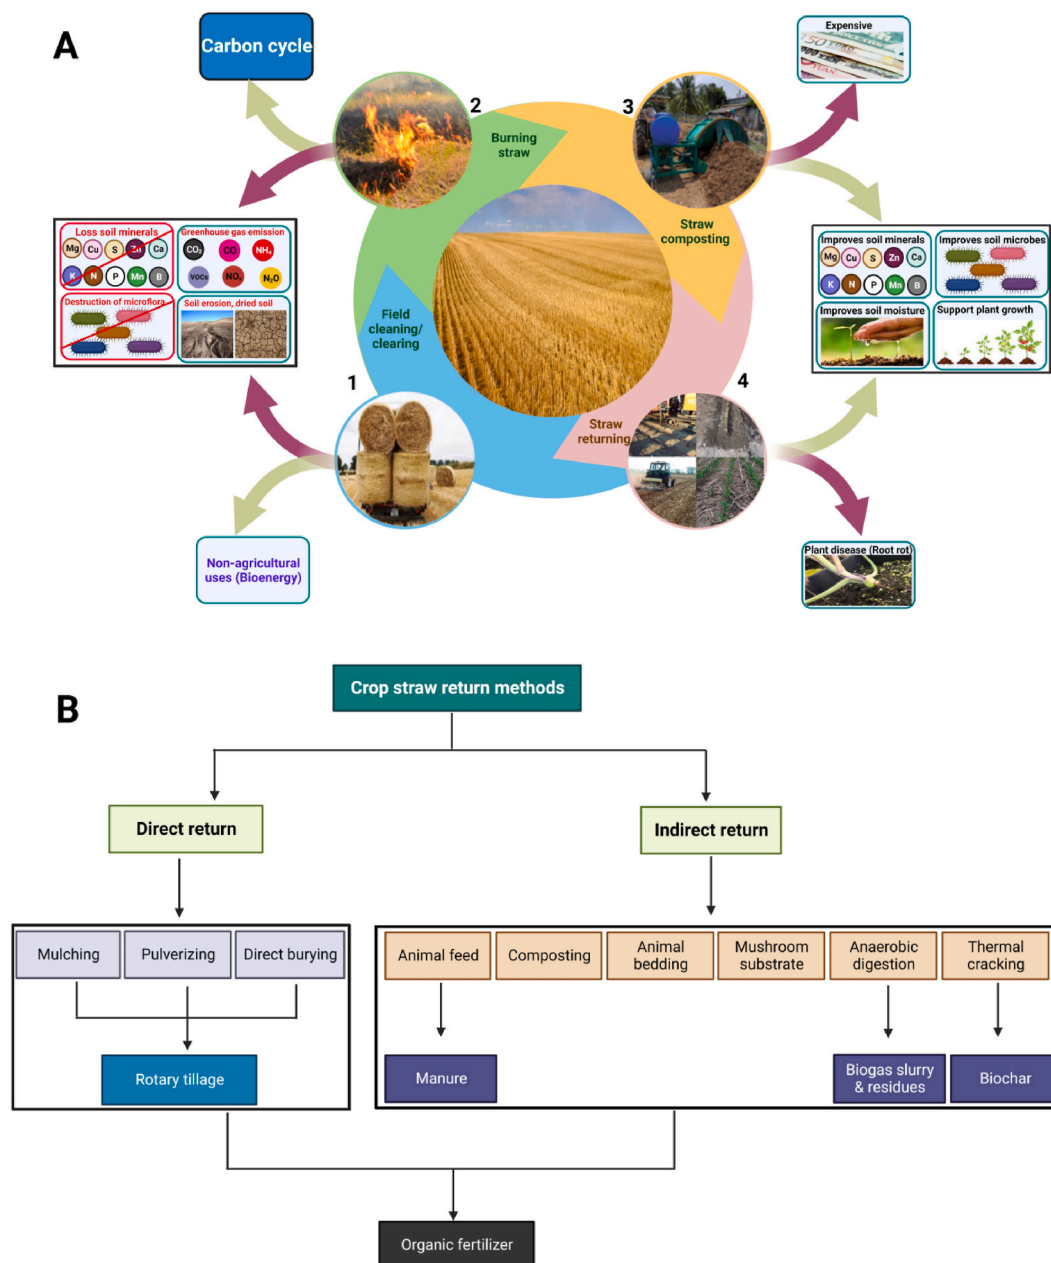 A
Carbon cycle
Expensive
2
3
Burning
straw
Straw
composting
Loss soil minerals
Mg
Cu
S
Zn
Ca
K
N
P
Mn
B
Greenhouse gas emission
CO₂
CO
NH₄
VOCs
NOₓ
N₂O
Destruction of microflora
Soil erosion, dried soil
Improves soil minerals
Mg
Cu
S
Zn
Ca
K
N
P
Mn
B
Improves soil microbes
Improves soil moisture
Support plant growth
Field
cleaning/
clearing
1
4
Straw
returning
Non-agricultural
uses (Bioenergy)
Plant disease (Root rot)
B
Crop straw return methods
Direct return
Indirect return
Mulching
Pulverizing
Direct burying
Animal feed
Composting
Animal
bedding
Mushroom
substrate
Anaerobic
digestion
Thermal
cracking
Rotary tillage
Manure
Biogas slurry
& residues
Biochar
Organic fertilizer